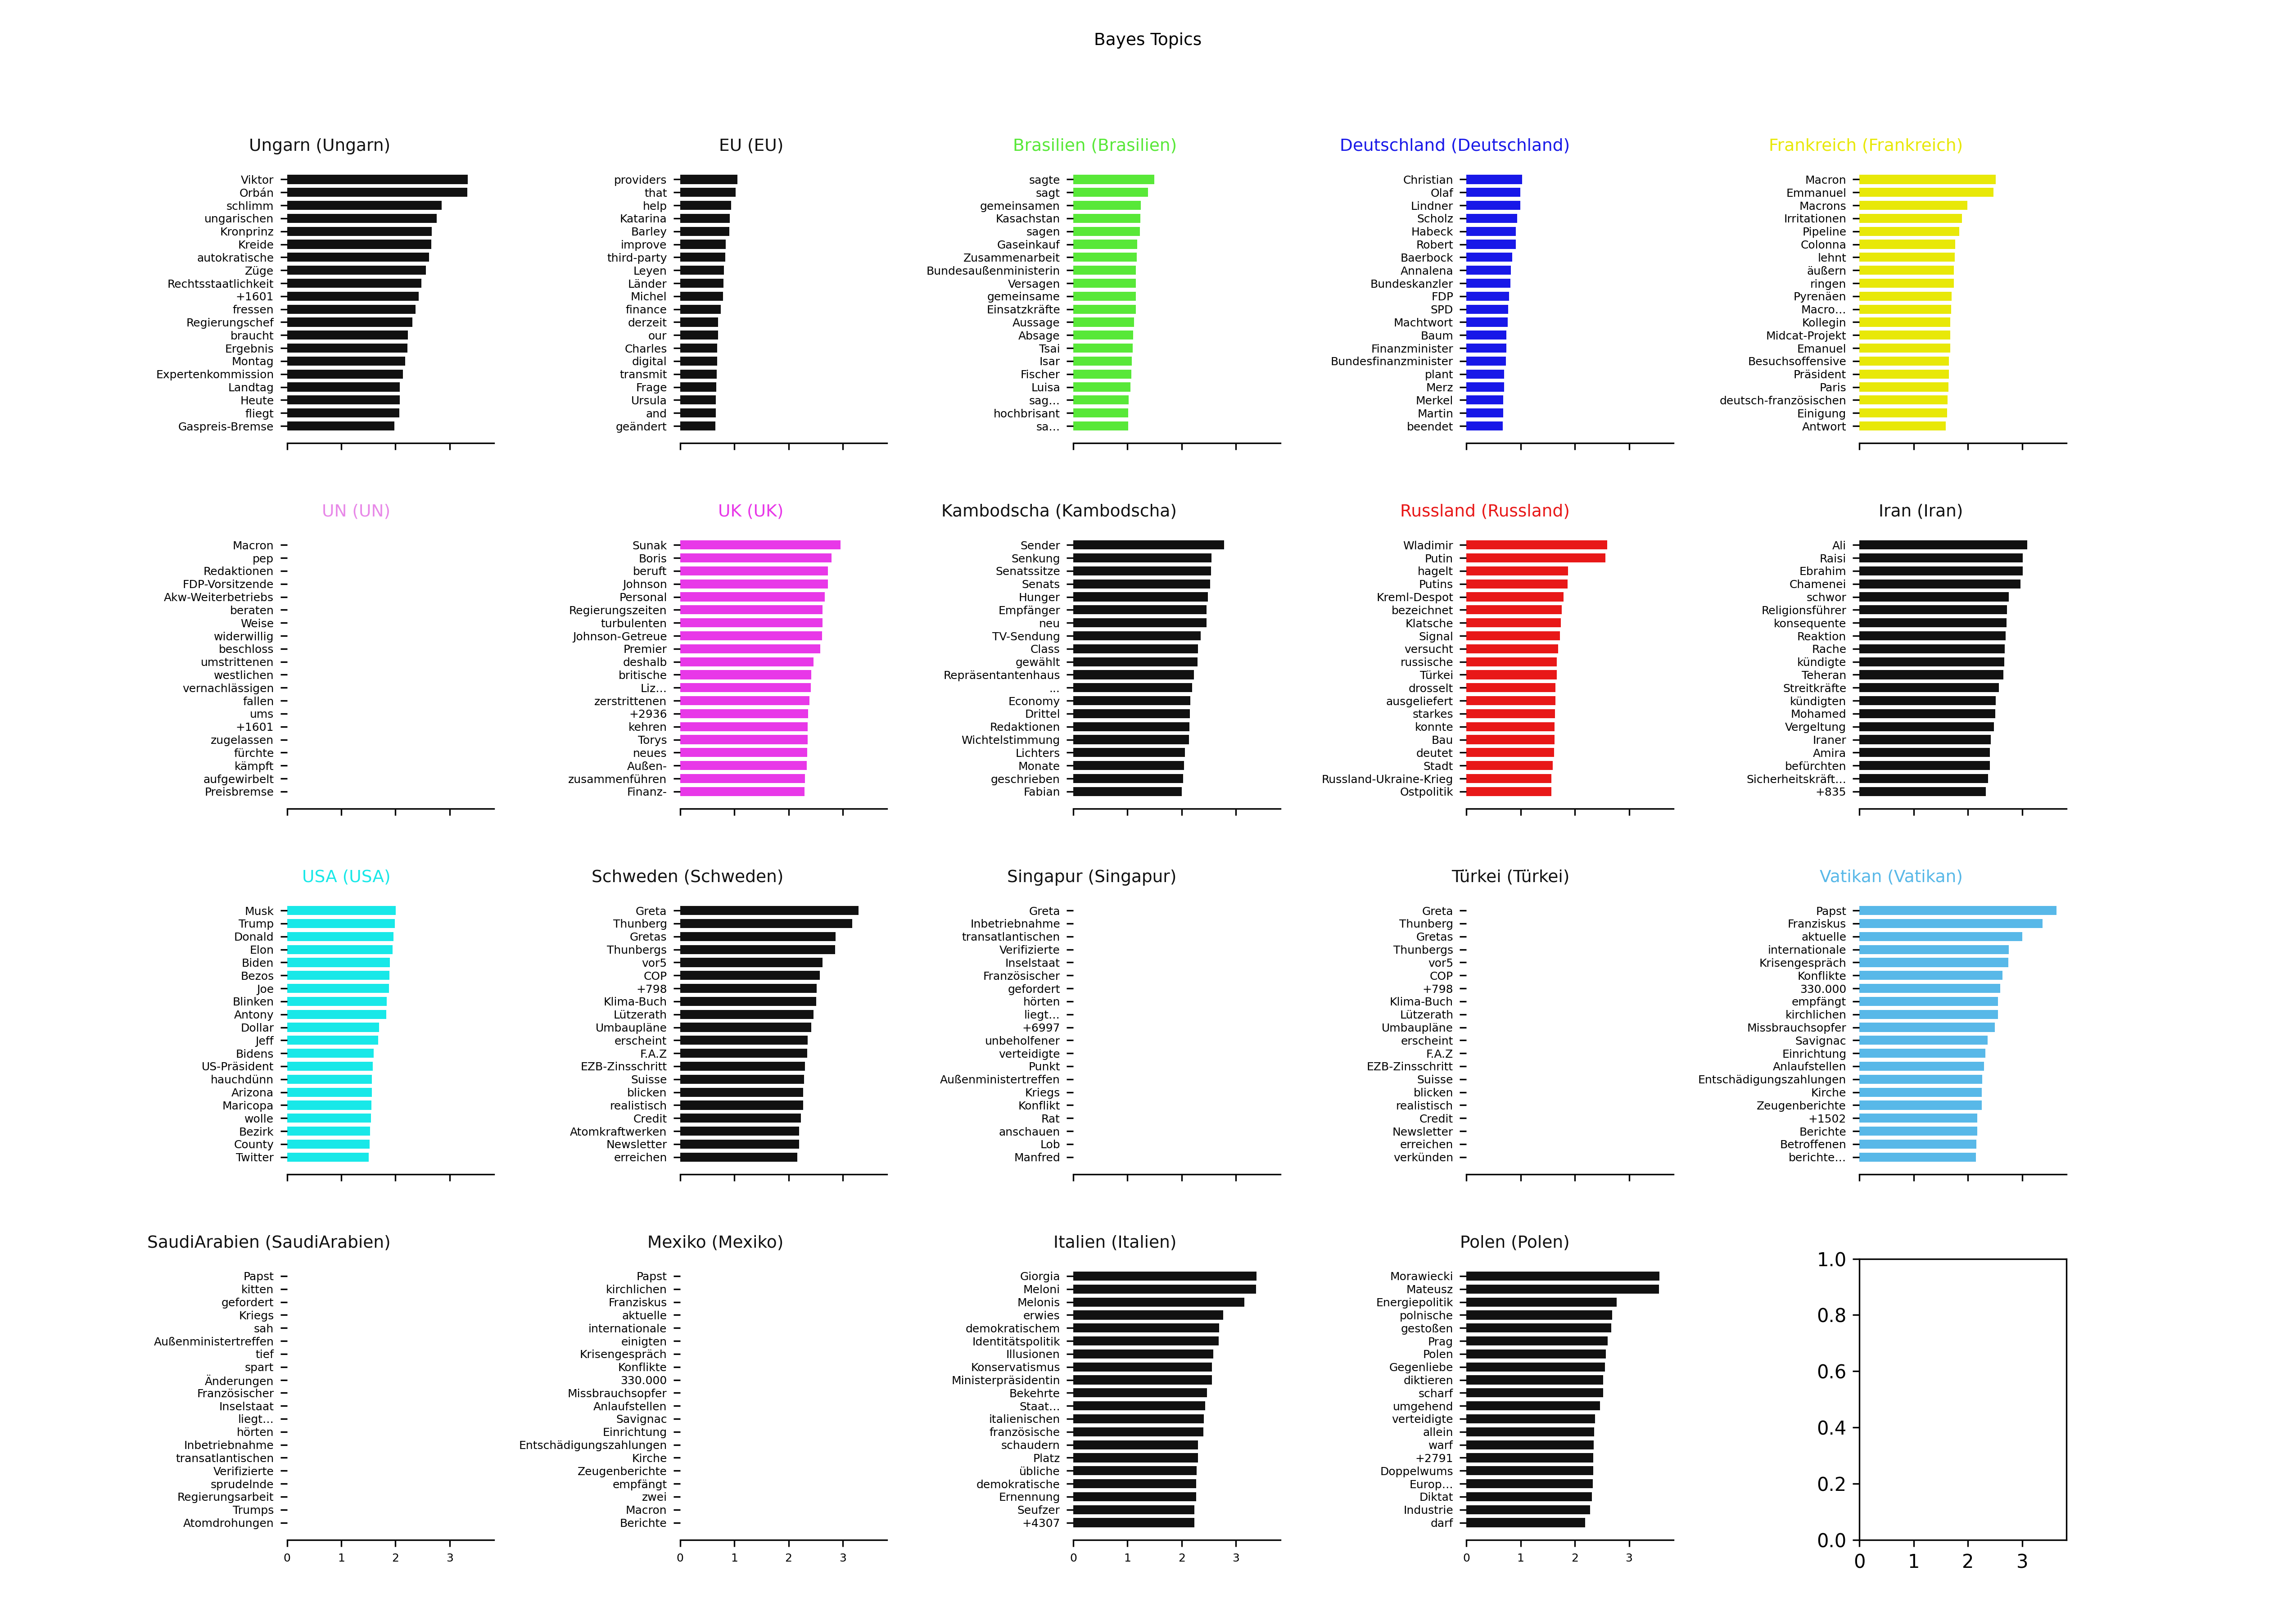 Bayes Topics
Ungarn (Ungarn)
Viktor
Orbán
schlimm
ungarischen
Kronprinz
Kreide
autokratische
Züge
Rechtsstaatlichkeit
+1601
fressen
Regierungschef
braucht
Ergebnis
Montag
Expertenkommission
Landtag
Heute
fliegt
Gaspreis-Bremse
EU (EU)
providers
that
help
Katarina
Barley
improve
third-party
Leyen
Länder
Michel
finance
derzeit
our
Charles
digital
transmit
Frage
Ursula
and
geändert
Brasilien (Brasilien)
sagte
sagt
gemeinsamen
Kasachstan
sagen
Gaseinkauf
Zusammenarbeit
Bundesaußenministerin
Versagen
gemeinsame
Einsatzkräfte
Aussage
Absage
Tsai
Isar
Fischer
Luisa
sag...
hochbrisant
sa...
Deutschland (Deutschland)
Christian
Olaf
Lindner
Scholz
Habeck
Robert
Baerbock
Annalena
Bundeskanzler
FDP
SPD
Machtwort
Baum
Finanzminister
Bundesfinanzminister
plant
Merz
Merkel
Martin
beendet
Frankreich (Frankreich)
Macron
Emmanuel
Macrons
Irritationen
Pipeline
Colonna
lehnt
äußern
ringen
Pyrenäen
Macro...
Kollegin
Midcat-Projekt
Emanuel
Besuchsoffensive
Präsident
Paris
deutsch-französischen
Einigung
Antwort
UN (UN)
Macron
pep
Redaktionen
FDP-Vorsitzende
Akw-Weiterbetriebs
beraten
Weise
widerwillig
beschloss
umstrittenen
westlichen
vernachlässigen
fallen
ums
+1601
zugelassen
fürchte
kämpft
aufgewirbelt
Preisbremse
UK (UK)
Sunak
Boris
beruft
Johnson
Personal
Regierungszeiten
turbulenten
Johnson-Getreue
Premier
deshalb
britische
Liz...
zerstrittenen
+2936
kehren
Torys
neues
Außen-
zusammenführen
Finanz-
Kambodscha (Kambodscha)
Sender
Senkung
Senatssitze
Senats
Hunger
Empfänger
neu
TV-Sendung
Class
gewählt
Repräsentantenhaus
...
Economy
Drittel
Redaktionen
Wichtelstimmung
Lichters
Monate
geschrieben
Fabian
Russland (Russland)
Wladimir
Putin
hagelt
Putins
Kreml-Despot
bezeichnet
Klatsche
Signal
versucht
russische
Türkei
drosselt
ausgeliefert
starkes
konnte
Bau
deutet
Stadt
Russland-Ukraine-Krieg
Ostpolitik
Iran (Iran)
Ali
Raisi
Ebrahim
Chamenei
schwor
Religionsführer
konsequente
Reaktion
Rache
kündigte
Teheran
Streitkräfte
kündigten
Mohamed
Vergeltung
Iraner
Amira
befürchten
Sicherheitskräft...
+835
USA (USA)
Musk
Trump
Donald
Elon
Biden
Bezos
Joe
Blinken
Antony
Dollar
Jeff
Bidens
US-Präsident
hauchdünn
Arizona
Maricopa
wolle
Bezirk
County
Twitter
Schweden (Schweden)
Greta
Thunberg
Gretas
Thunbergs
vor5
COP
+798
Klima-Buch
Lützerath
Umbaupläne
erscheint
F.A.Z
EZB-Zinsschritt
Suisse
blicken
realistisch
Credit
Atomkraftwerken
Newsletter
erreichen
Singapur (Singapur)
Greta
Inbetriebnahme
transatlantischen
Verifizierte
Inselstaat
Französischer
gefordert
hörten
liegt...
+6997
unbeholfener
verteidigte
Punkt
Außenministertreffen
Kriegs
Konflikt
Rat
anschauen
Lob
Manfred
Türkei (Türkei)
Greta
Thunberg
Gretas
Thunbergs
vor5
COP
+798
Klima-Buch
Lützerath
Umbaupläne
erscheint
F.A.Z
EZB-Zinsschritt
Suisse
blicken
realistisch
Credit
Newsletter
erreichen
verkünden
Vatikan (Vatikan)
Papst
Franziskus
aktuelle
internationale
Krisengespräch
Konflikte
330.000
empfängt
kirchlichen
Missbrauchsopfer
Savignac
Einrichtung
Anlaufstellen
Entschädigungszahlungen
Kirche
Zeugenberichte
+1502
Berichte
Betroffenen
berichte...
SaudiArabien (SaudiArabien)
Papst
kitten
gefordert
Kriegs
sah
Außenministertreffen
tief
spart
Änderungen
Französischer
Inselstaat
liegt...
hörten
Inbetriebnahme
transatlantischen
Verifizierte
sprudelnde
Regierungsarbeit
Trumps
Atomdrohungen
0 1 2 3
Mexiko (Mexiko)
Papst
kirchlichen
Franziskus
aktuelle
internationale
einigten
Krisengespräch
Konflikte
330.000
Missbrauchsopfer
Anlaufstellen
Savignac
Einrichtung
Entschädigungszahlungen
Kirche
Zeugenberichte
empfängt
zwei
Macron
Berichte
0 1 2 3
Italien (Italien)
Giorgia
Meloni
Melonis
erwies
demokratischem
Identitätspolitik
Illusionen
Konservatismus
Ministerpräsidentin
Bekehrte
Staat...
italienischen
französische
schaudern
Platz
übliche
demokratische
Ernennung
Seufzer
+4307
0 1 2 3
Polen (Polen)
Morawiecki
Mateusz
Energiepolitik
polnische
gestoßen
Prag
Polen
Gegenliebe
diktieren
scharf
umgehend
verteidigte
allein
warf
+2791
Doppelwums
Europ...
Diktat
Industrie
darf
0 1 2 3
1.0
0.8
0.6
0.4
0.2
0.0
0 1 2 3